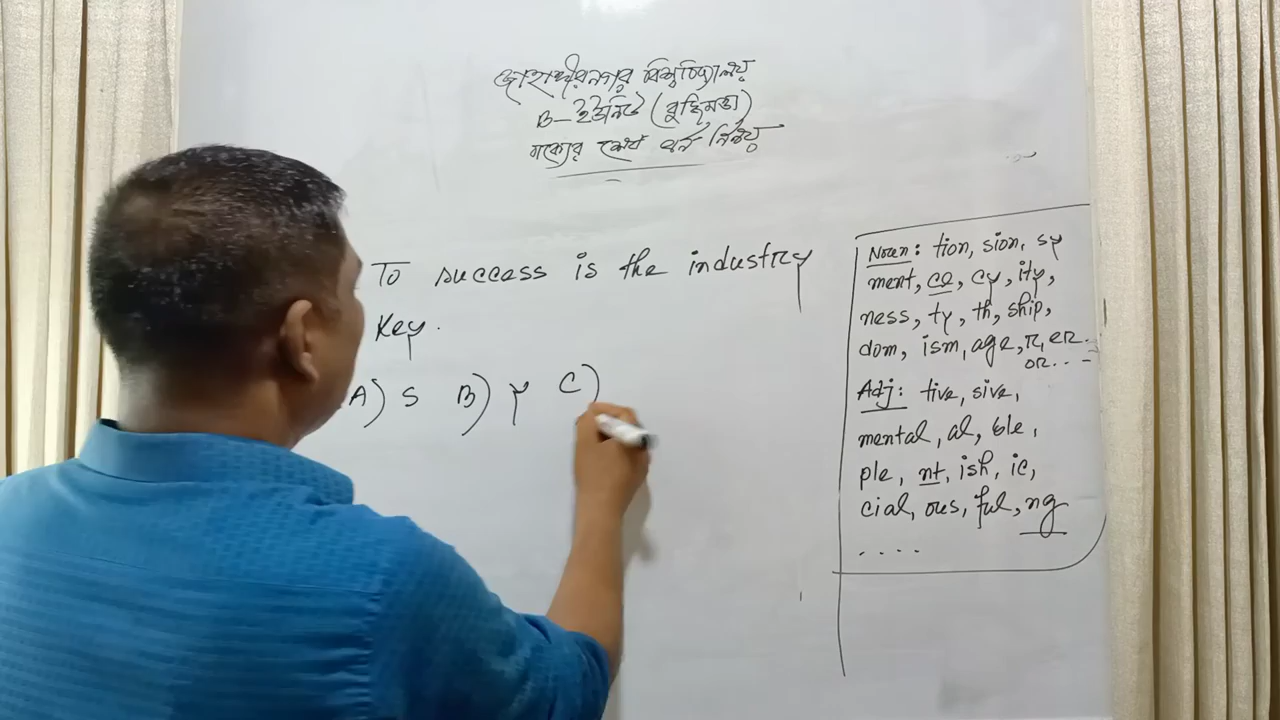 জাহাঙ্গীরনগর বিশ্ববিদ্যালয়
B-ইউনিট (বুদ্ধিমত্তা)
বাক্যের শেষ বর্ন নির্ণয়
To success is the industry
Key.
A) S B) Y C)
Noun: tion, sion, sy
ment, ce, cy, ity,
ness, ty, th, ship,
dom, ism, age, r, er.
or...
Adj: tive, sive,
mental, al, ble,
ple, nt, ish, ic,
cial, ous, ful, ng
....